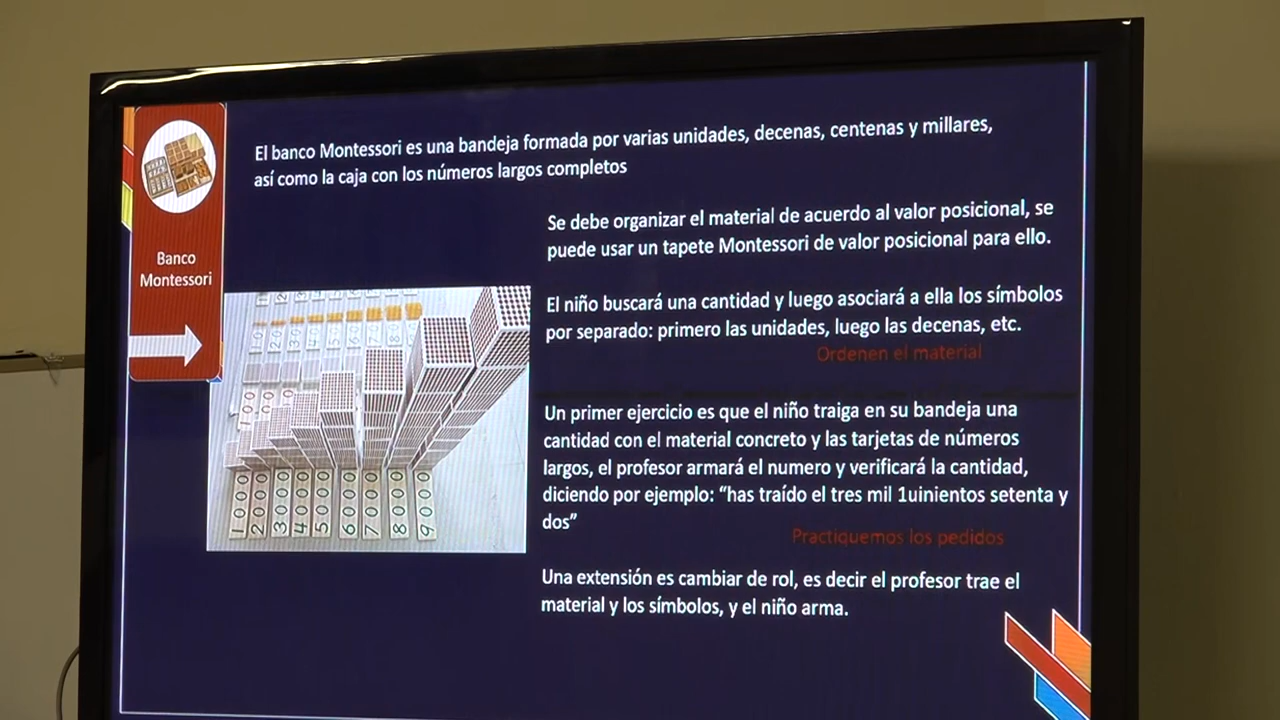 El banco Montessori es una bandeja formada por varias unidades, decenas, centenas y millares,
así como la caja con los números largos completos
Banco
Montessori
Se debe organizar el material de acuerdo al valor posicional, se
puede usar un tapete Montessori de valor posicional para ello.
El niño buscará una cantidad y luego asociará a ella los símbolos
por separado: primero las unidades, luego las decenas, etc.
Ordenen el material
Un primer ejercicio es que el niño traiga en su bandeja una
cantidad con el material concreto y las tarjetas de números
largos, el profesor armará el numero y verificará la cantidad,
diciendo por ejemplo: “has traído el tres mil 1uinientos setenta y
dos”
Practiquemos los pedidos
Una extensión es cambiar de rol, es decir el profesor trae el
material y los símbolos, y el niño arma.
1000
2000
3000
4000
5000
6000
7000
8000
9000